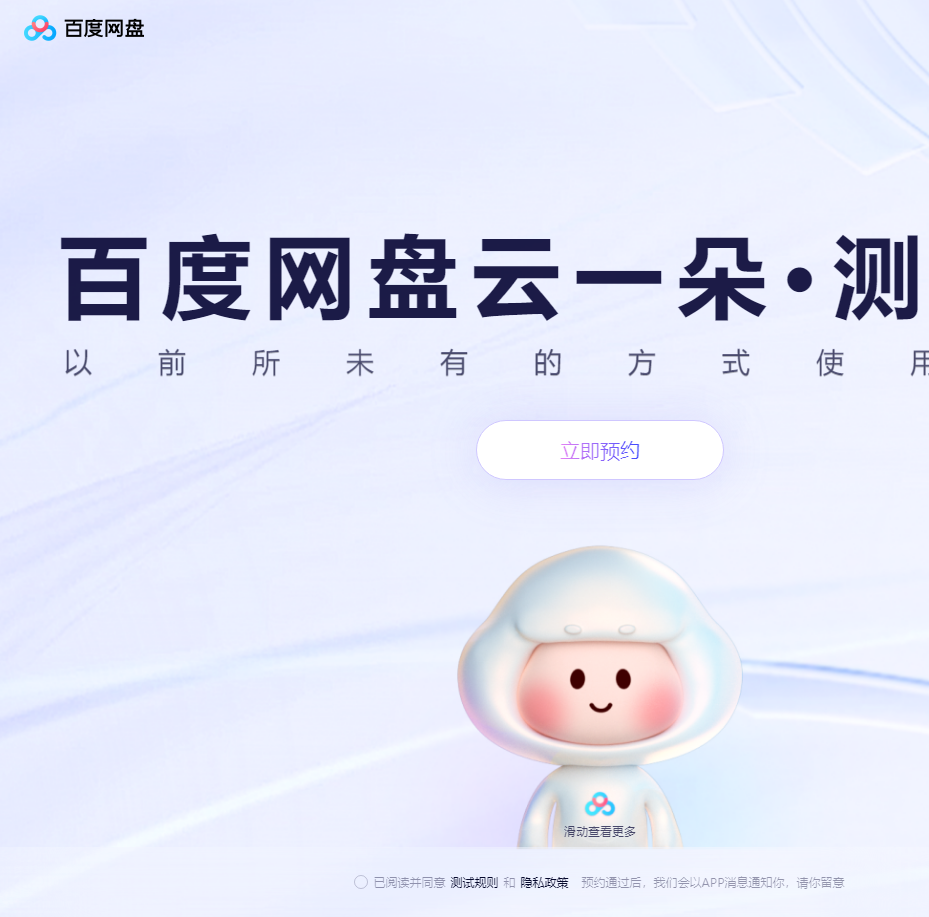 百度网盘
百度网盘云一朵·测
以前所未有的方式使用
立即预约
滑动查看更多
已阅读并同意 测试规则 和 隐私政策 预约通过后，我们会以APP消息通知你，请你留意